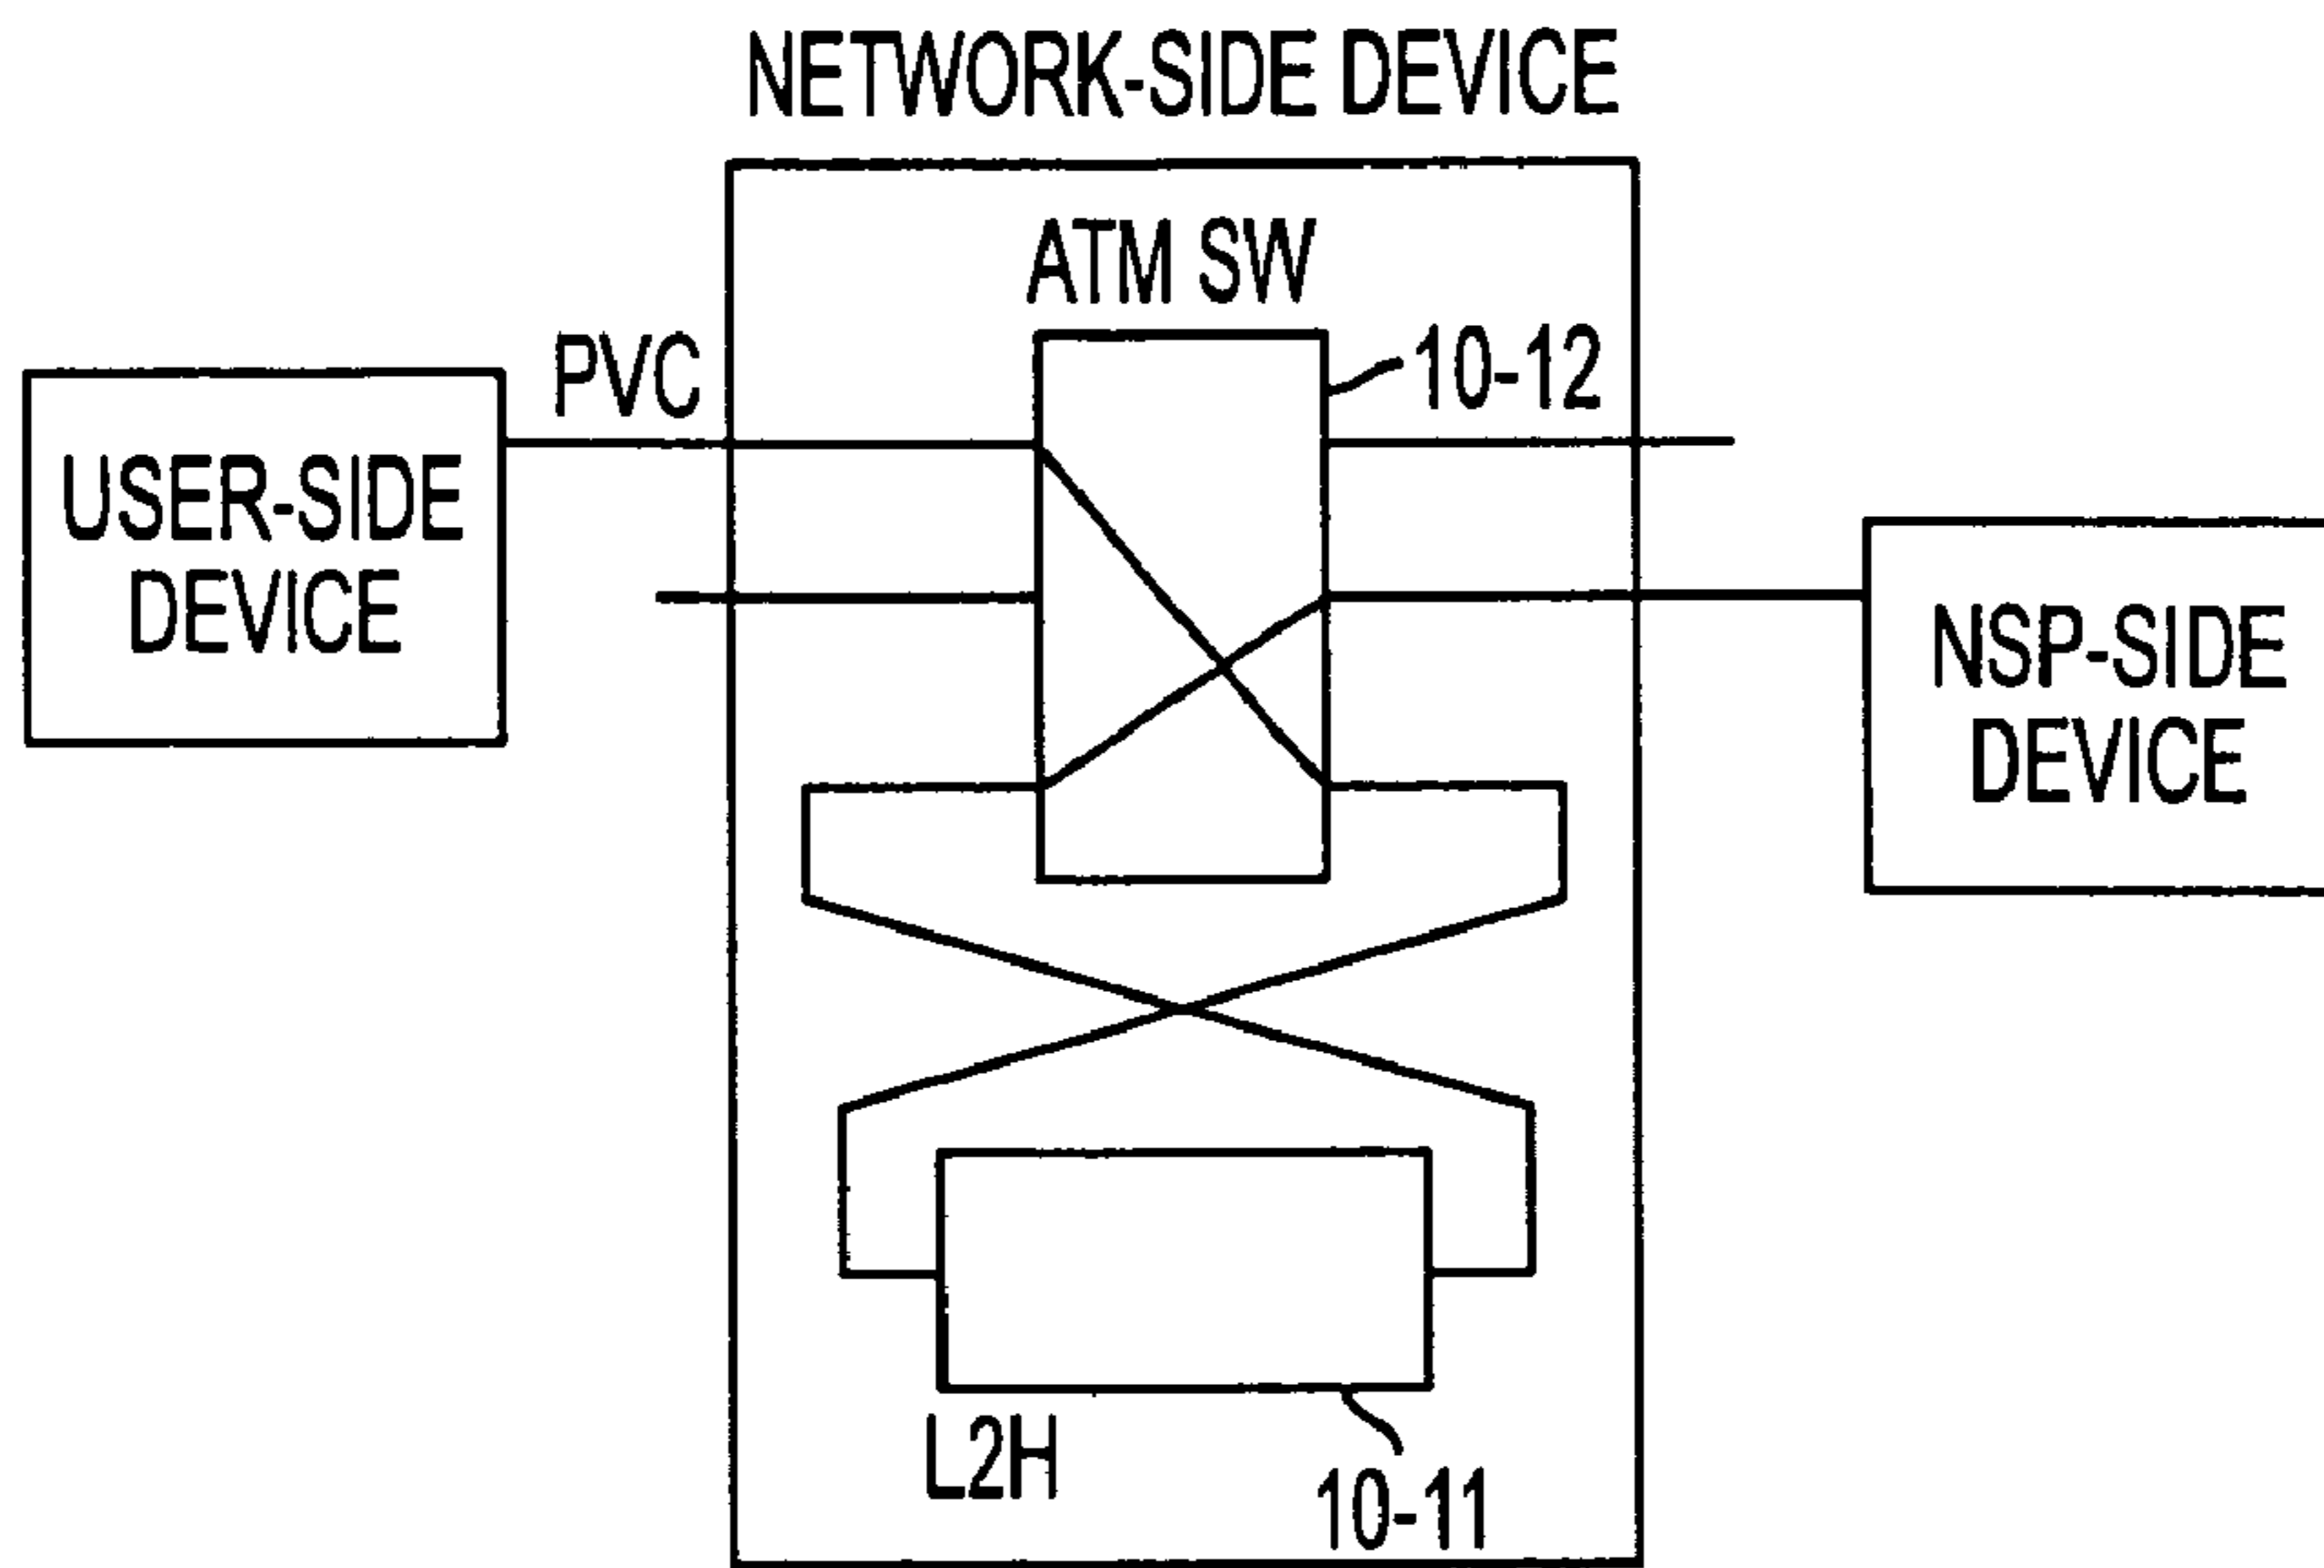 NETWORK-SIDE DEVICE
ATM SW
PVC
10-12
USER-SIDE
DEVICE
NSP-SIDE
DEVICE
L2H
10-11